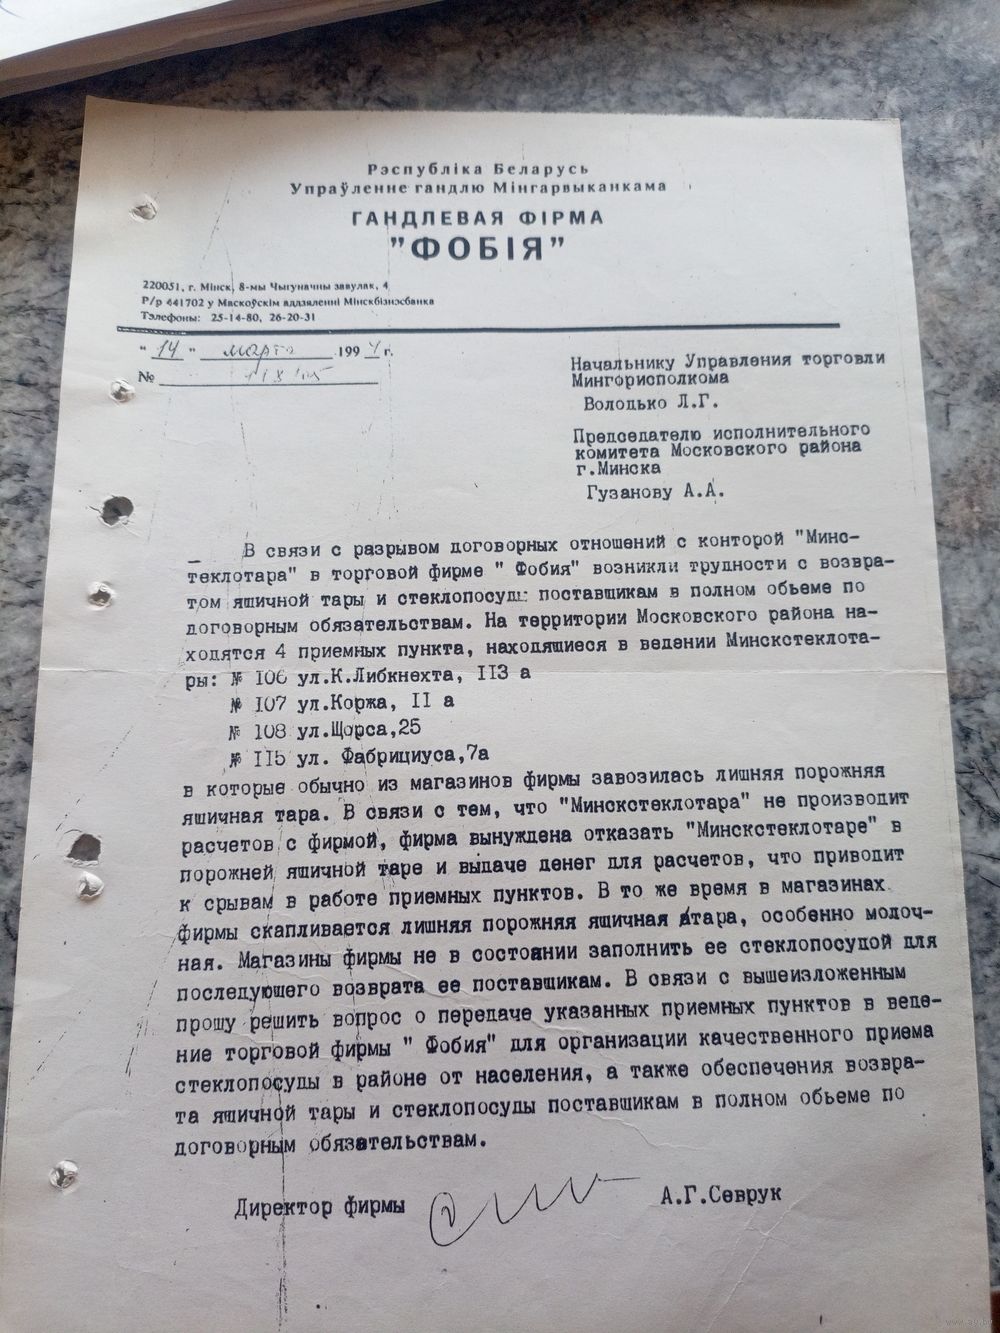 Рэспубліка Беларусь
Упраўленне гандлю Мінгарвыканкама
ГАНДЛЕВАЯ ФІРМА
"ФОБІЯ"
220051, г. Мінск, 8-мы Чыгуначны завулак, 4
Р/р 441702 у Маскоўскім аддзяленні Мінскбізнэсбанка
Тэлефоны: 25-14-80, 26-20-31
"14" марта 1994 г.
№
Начальнику Управления торговли
Мингорисполкома
Володько Л.Г.
Председателю исполнительного
комитета Московского района
г.Минска
Гузанову А.А.
_ В связи с разрывом договорных отношений с конторой "Минс-
теклотара" в торговой фирме " Фобия" возникли трудности с возвра-
том ящичной тары и стеклопосуды поставщикам в полном обьеме по
договорным обязательствам. На территории Московского района на-
ходятся 4 приемных пункта, находящиеся в ведении Минскстеклота-
ры: № I06 ул.К.Либкнехта, II3 а
№ I07 ул.Коржа, II а
№ I08 ул.Щорса,25
№ II5 ул. Фабрициуса,7а
в которые обычно из магазинов фирмы завозилась лишняя порожняя
ящичная тара. В связи с тем, что "Минскстеклотара" не производит
расчетов с фирмой, фирма вынуждена отказать "Минскстеклотаре" в
порожней ящичной таре и выдаче денег для расчетов, что приводит
к срывам в работе приемных пунктов. В то же время в магазинах
фирмы скапливается лишняя порожняя ящичная тара, особенно молоч-
ная. Магазины фирмы не в состоянии заполнить ее стеклопосудой для
последующего возврата ее поставщикам. В связи с вышеизложенным
прошу решить вопрос о передаче указанных приемных пунктов в веде-
ние торговой фирмы " Фобия" для организации качественного приема
стеклопосуды в районе от населения, а также обеспечения возвра-
та ящичной тары и стеклопосуды поставщикам в полном обьеме по
договорным обязательствам.
Директор фирмы А.Г.Севрук